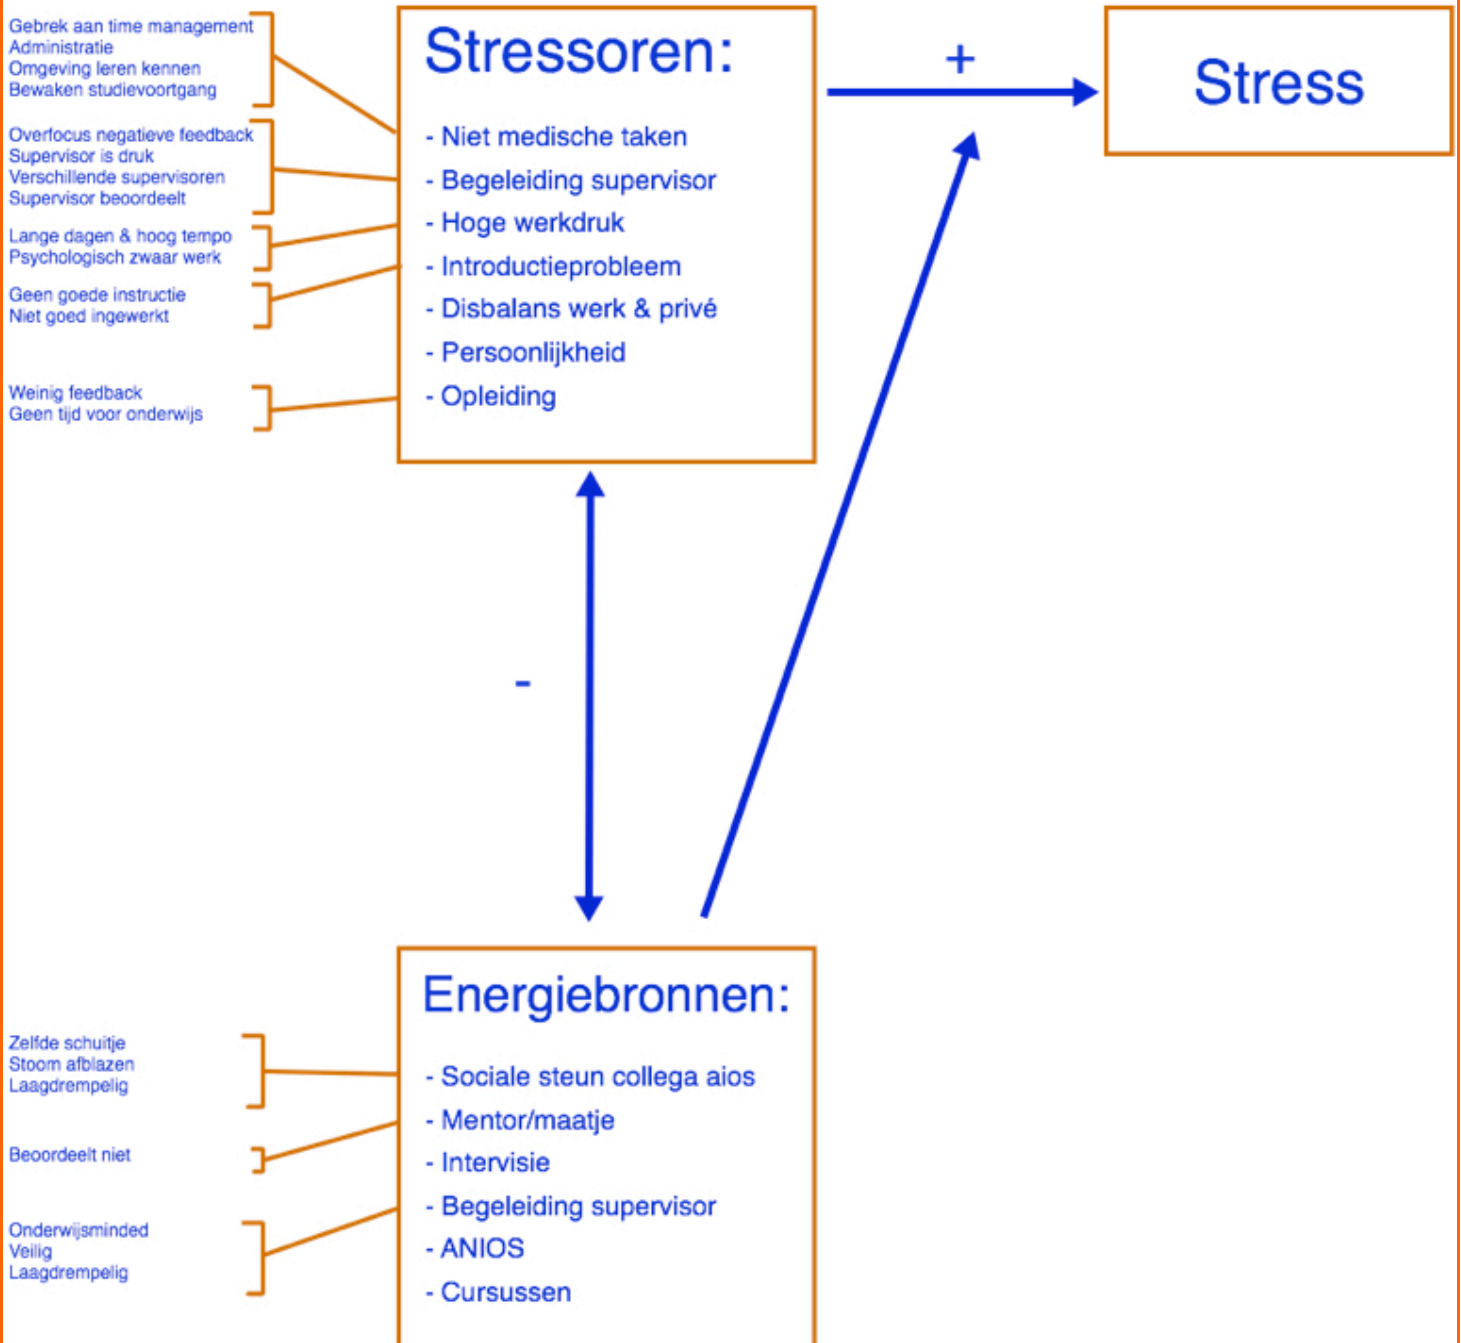 Gebrek aan time management
Administratie
Omgeving leren kennen
Bewaken studievoortgang
Overfocus negatieve feedback
Supervisor is druk
Verschillende supervisoren
Supervisor beoordeelt
Lange dagen & hoog tempo
Psychologisch zwaar werk
Geen goede instructie
Niet goed ingewerkt
Weinig feedback
Geen tijd voor onderwijs
Stressoren:
- Niet medische taken
- Begeleiding supervisor
- Hoge werkdruk
- Introductieprobleem
- Disbalans werk & privé
- Persoonlijkheid
- Opleiding
+
Stress
-
Zelfde schuitje
Stoom afblazen
Laagdrempelig
Beoordeelt niet
Onderwijsminded
Veilig
Laagdrempelig
Energiebronnen:
- Sociale steun collega aios
- Mentor/maatje
- Intervisie
- Begeleiding supervisor
- ANIOS
- Cursussen